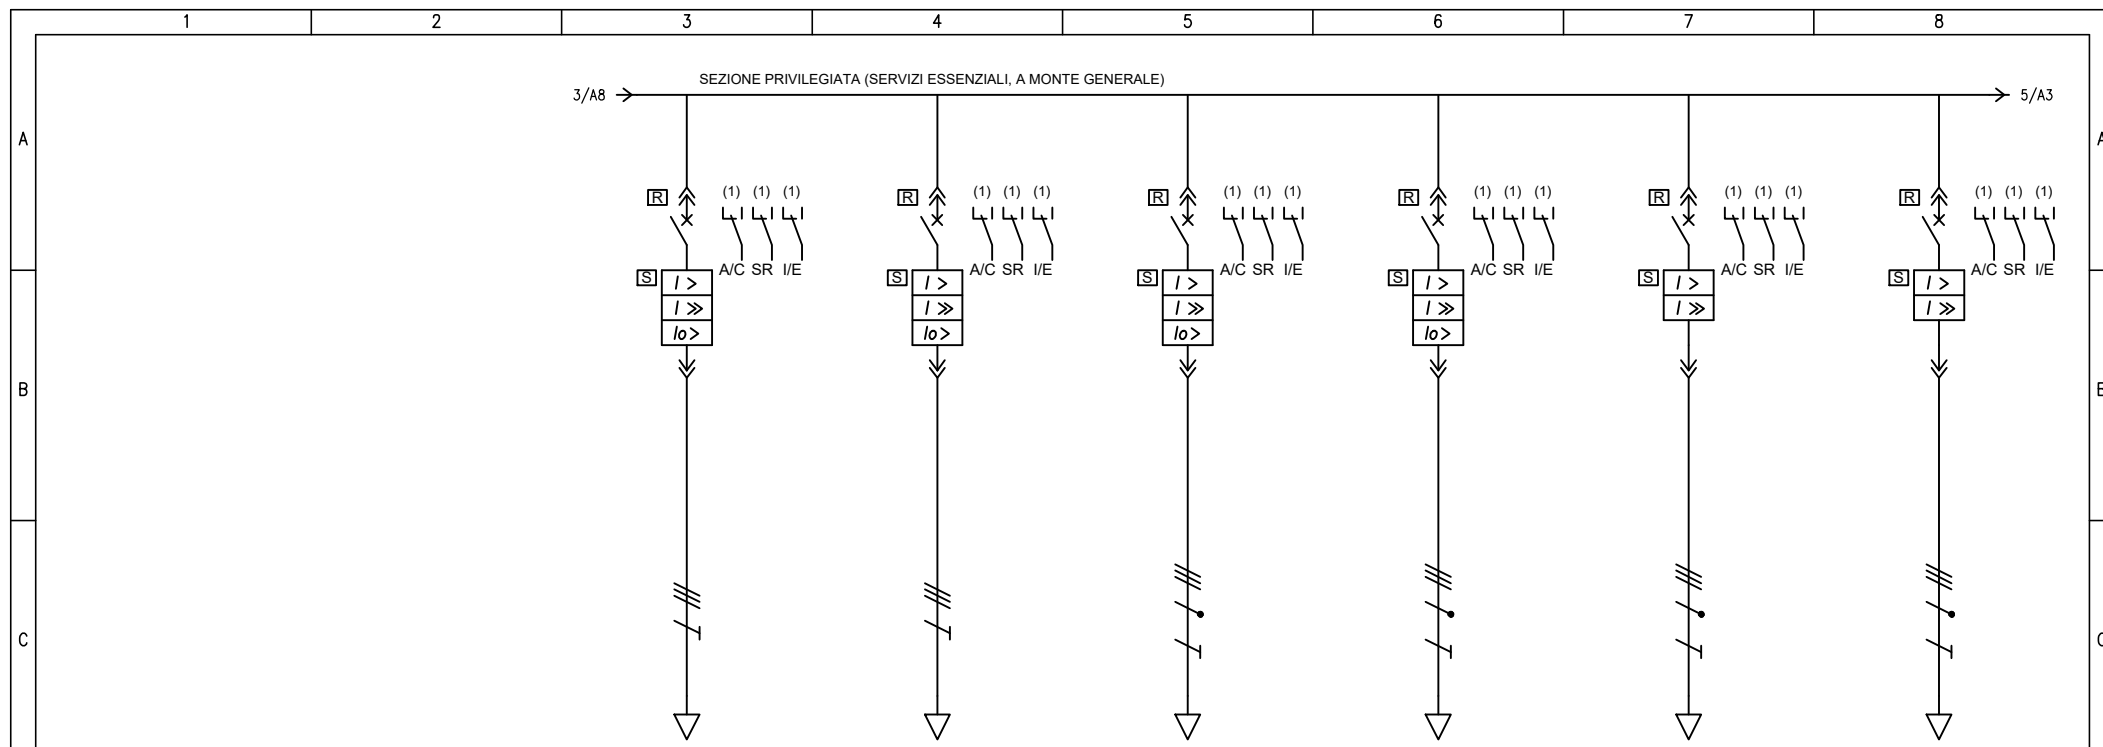 1 2 3 4 5 6 7 8
SEZIONE PRIVILEGIATA (SERVIZI ESSENZIALI, A MONTE GENERALE)
3/A8 5/A3
A A
R (1) (1) (1) R (1) (1) (1) R (1) (1) (1) R (1) (1) (1) R (1) (1) (1) R (1) (1) (1)
A/C SR I/E A/C SR I/E A/C SR I/E A/C SR I/E A/C SR I/E A/C SR I/E
S I > S I > S I > S I > S I > S I >
I >> I >> I >> I >> I >> I >>
Io > Io > Io > Io >
B
C